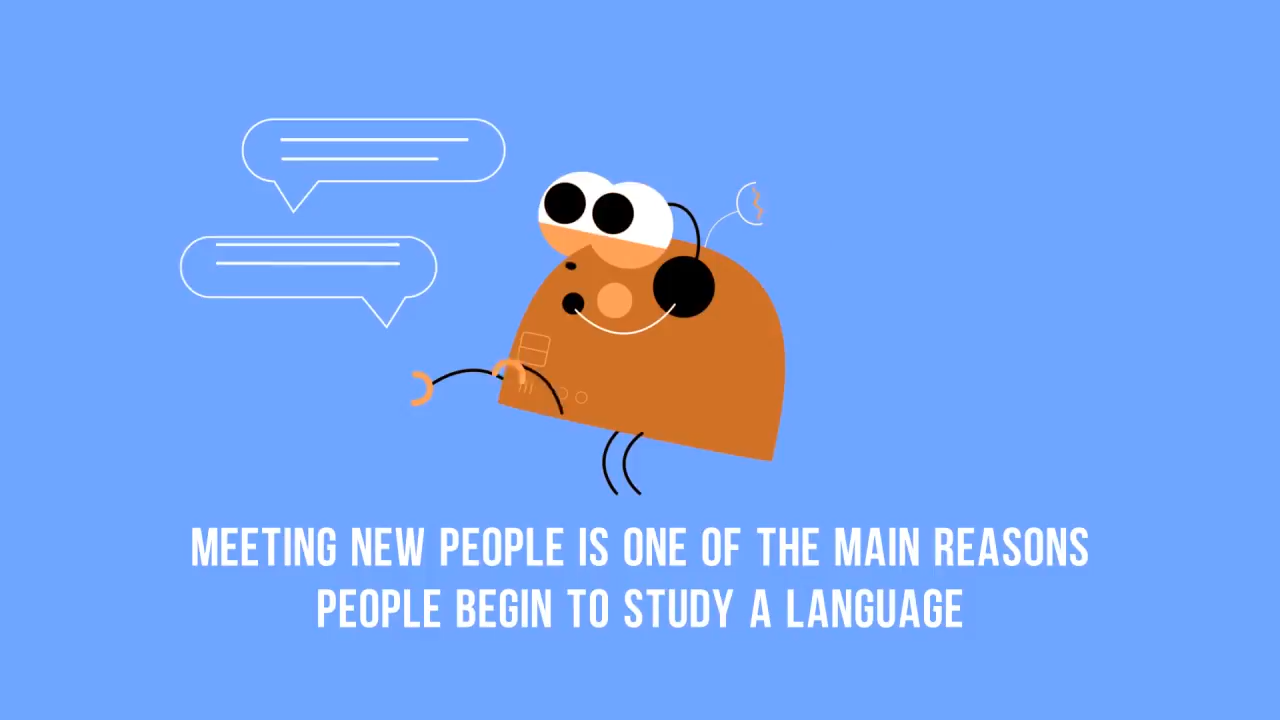 MEETING NEW PEOPLE IS ONE OF THE MAIN REASONS
PEOPLE BEGIN TO STUDY A LANGUAGE